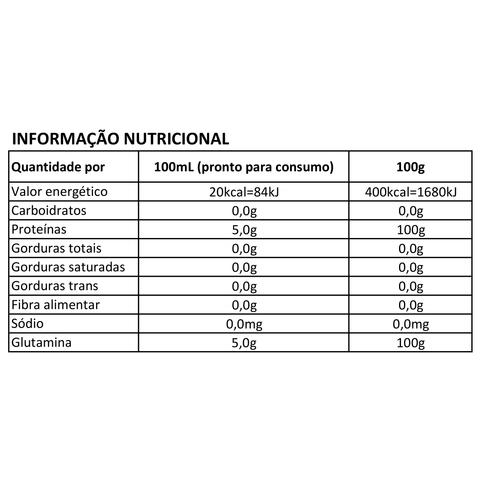 INFORMAÇÃO NUTRICIONAL
Quantidade por 100mL (pronto para consumo) 100g
Valor energético 20kcal=84kJ 400kcal=1680kJ
Carboidratos 0,0g 0,0g
Proteínas 5,0g 100g
Gorduras totais 0,0g 0,0g
Gorduras saturadas 0,0g 0,0g
Gorduras trans 0,0g 0,0g
Fibra alimentar 0,0g 0,0g
Sódio 0,0mg 0,0mg
Glutamina 5,0g 100g